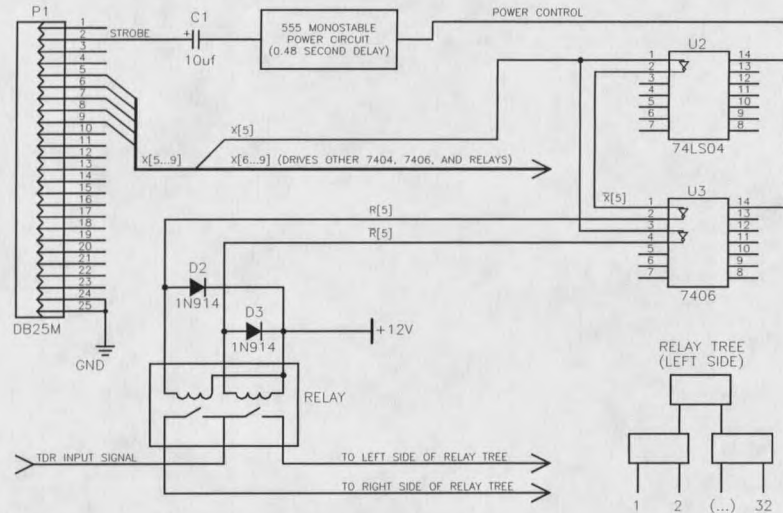 P1
1
2
3
4
5
6
7
8
9
10
11
12
13
14
15
16
17
18
19
20
21
22
23
24
25
DB25M
GND
STROBE
C1
+
10uf
555 MONOSTABLE
POWER CIRCUIT
(0.48 SECOND DELAY)
POWER CONTROL
U2
1
2
3
4
5
6
7
14
13
12
11
10
9
8
74LS04
X[5]
X[5...9]
X[6...9] (DRIVES OTHER 7404, 7406, AND RELAYS)
X̅[5]
U3
1
2
3
4
5
6
7
14
13
12
11
10
9
8
7406
R[5]
R̅[5]
D2
1N914
D3
1N914
+12V
RELAY
TDR INPUT SIGNAL
TO LEFT SIDE OF RELAY TREE
TO RIGHT SIDE OF RELAY TREE
RELAY TREE
(LEFT SIDE)
1 2 (...) 32